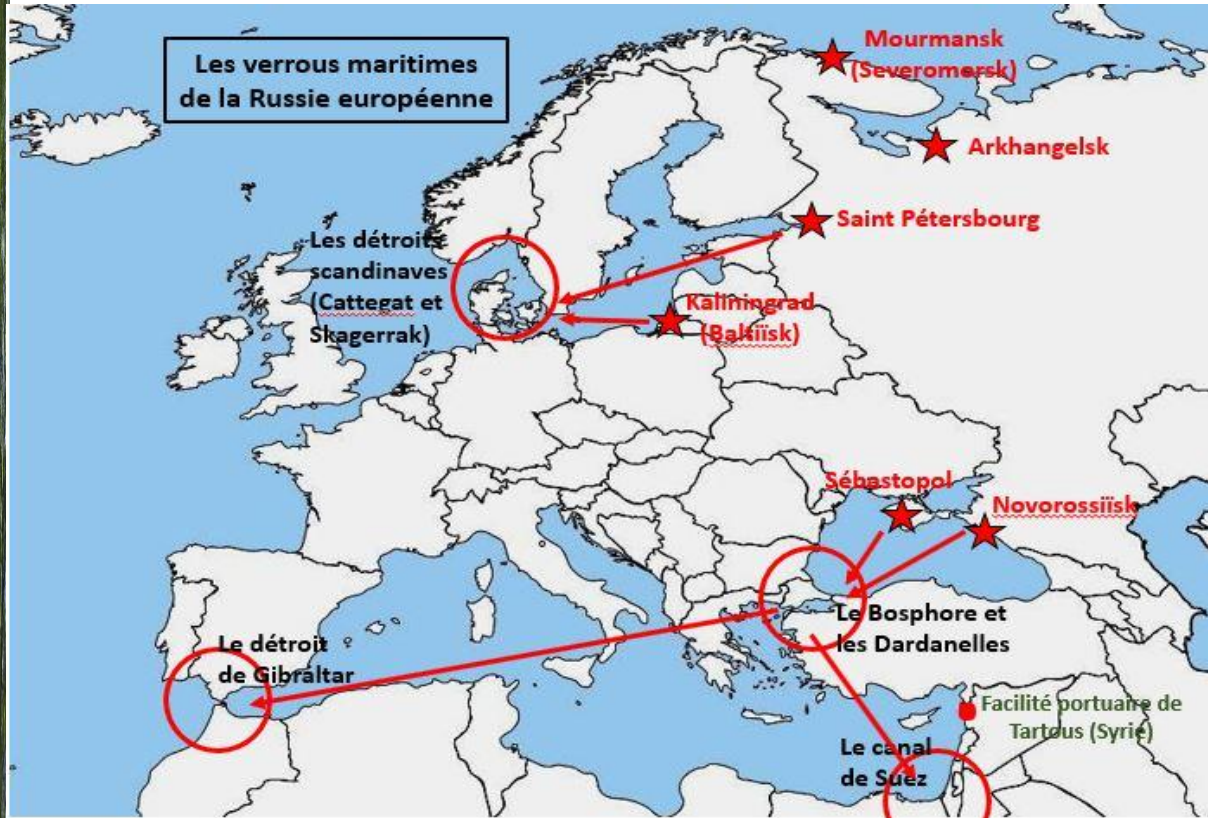 Les verrous maritimes
de la Russie européenne
Mourmansk
(Severomorsk)
Arkhangelsk
Saint Pétersbourg
Les détroits
scandinaves
(Cattegat et
Skagerrak)
Kaliningrad
(Baltiïsk)
Sébastopol
Novorossiïsk
Le Bosphore et
les Dardanelles
Le détroit
de Gibraltar
Facilité portuaire de
Tartous (Syrie)
Le canal
de Suez